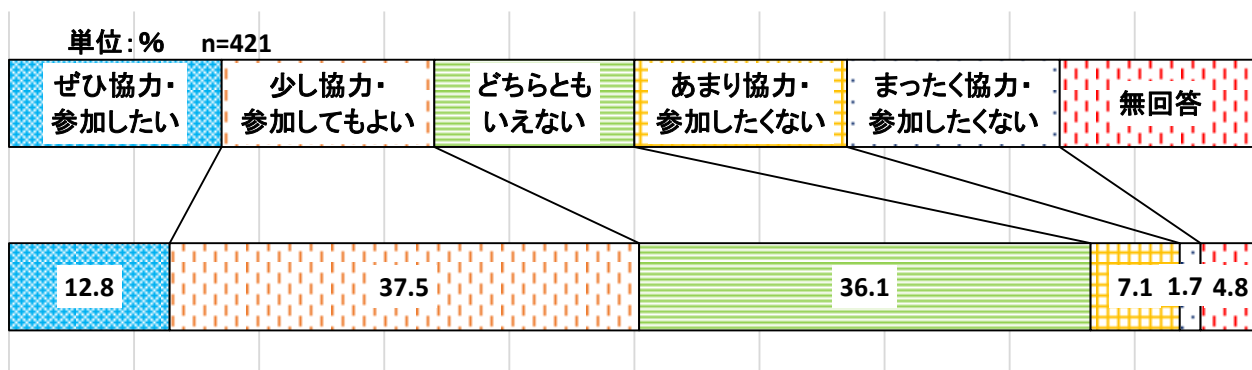 単位:% n=421
ぜひ協力・
参加したい
少し協力・
参加してもよい
どちらとも
いえない
あまり協力・
参加したくない
まったく協力・
参加したくない
無回答
12.8 37.5 36.1 7.1 1.7 4.8